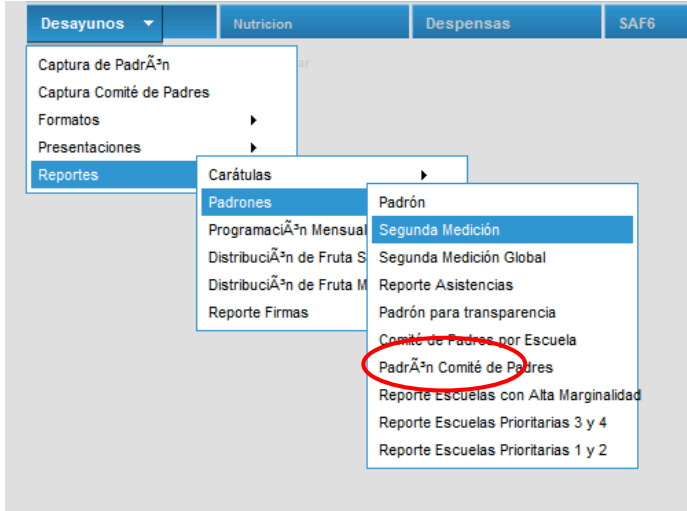 Desayunos Nutricion Despensas SAF6
Captura de PadrÃ³n
ar
Captura Comité de Padres
Formatos
Presentaciones
Reportes
Carátulas
Padrones
ProgramaciÃ³n Mensual
DistribuciÃ³n de Fruta S
DistribuciÃ³n de Fruta M
Reporte Firmas
Padrón
Segunda Medición
Segunda Medición Global
Reporte Asistencias
Padrón para transparencia
Comité de Padres por Escuela
PadrÃ³n Comité de Padres
Reporte Escuelas con Alta Marginalidad
Reporte Escuelas Prioritarias 3 y 4
Reporte Escuelas Prioritarias 1 y 2